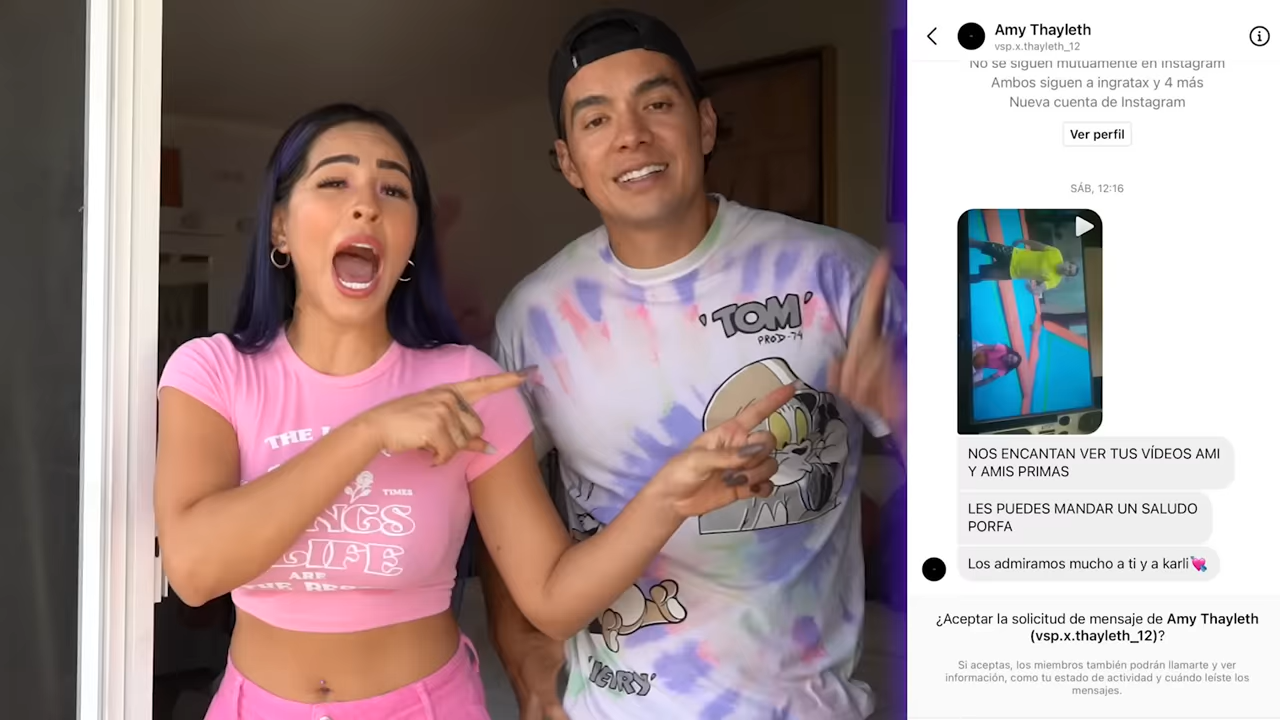 THE
TIMES
LIFE
ARE
'TOM'
PROD-74
Amy Thayleth
vsp.x.thayleth_12
No se siguen mutuamente en Instagram
Ambos siguen a ingratax y 4 más
Nueva cuenta de Instagram
Ver perfil
SÁB, 12:16
NOS ENCANTAN VER TUS VÍDEOS AMI
Y AMIS PRIMAS
LES PUEDES MANDAR UN SALUDO
PORFA
Los admiramos mucho a ti y a karli💘
¿Aceptar la solicitud de mensaje de Amy Thayleth
(vsp.x.thayleth_12)?
Si aceptas, los miembros también podrán llamarte y ver
información, como tu estado de actividad y cuándo leíste los
mensajes.